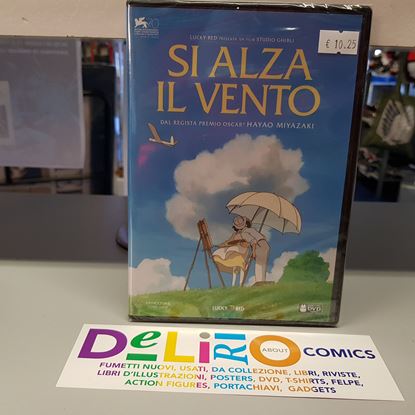 LUCKY RED PRESENTA UN FILM STUDIO GHIBLI
€ 10.25
SI ALZA
IL VENTO
DAL REGISTA PREMIO OSCAR® HAYAO MIYAZAKI
LUCKY RED
DVD
DeLiRiO ABOUT COMICS
FUMETTI NUOVI, USATI, DA COLLEZIONE, LIBRI, RIVISTE,
LIBRI D'ILLUSTRAZIONI, POSTERS, DVD, T-SHIRTS, FELPE,
ACTION FIGURES, PORTACHIAVI, GADGETS